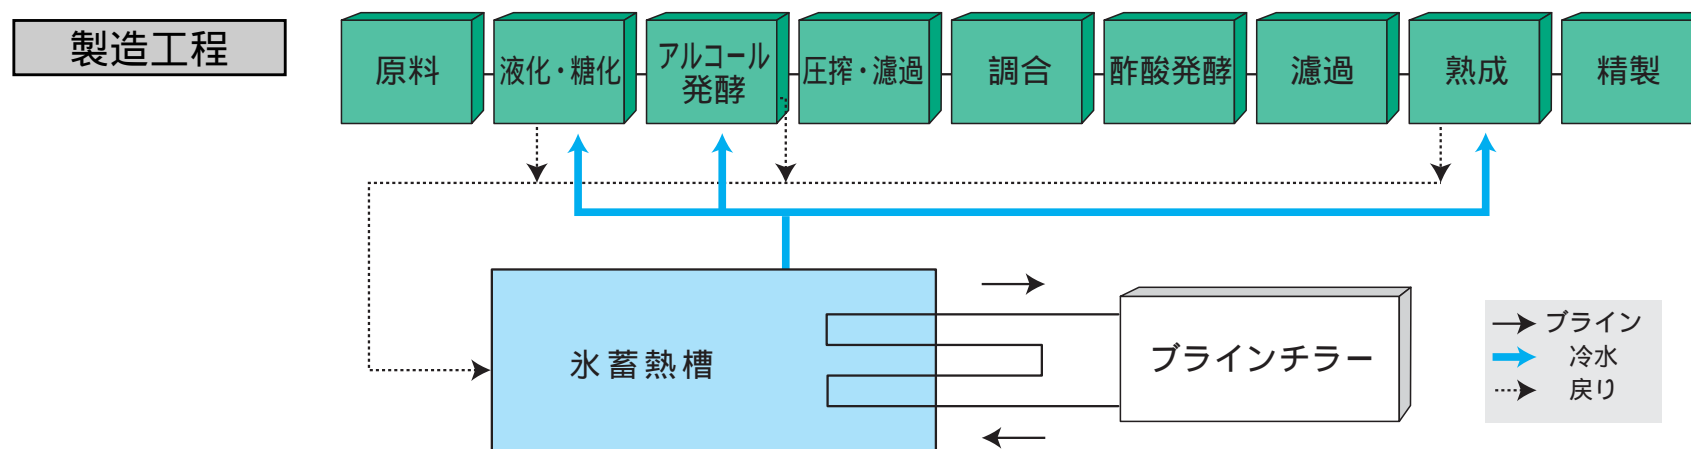 製造工程
原料
液化・糖化
アルコール
発酵
圧搾・濾過
調合
酢酸発酵
濾過
熟成
精製
氷蓄熱槽
ブラインチラー
ブライン
冷水
戻り